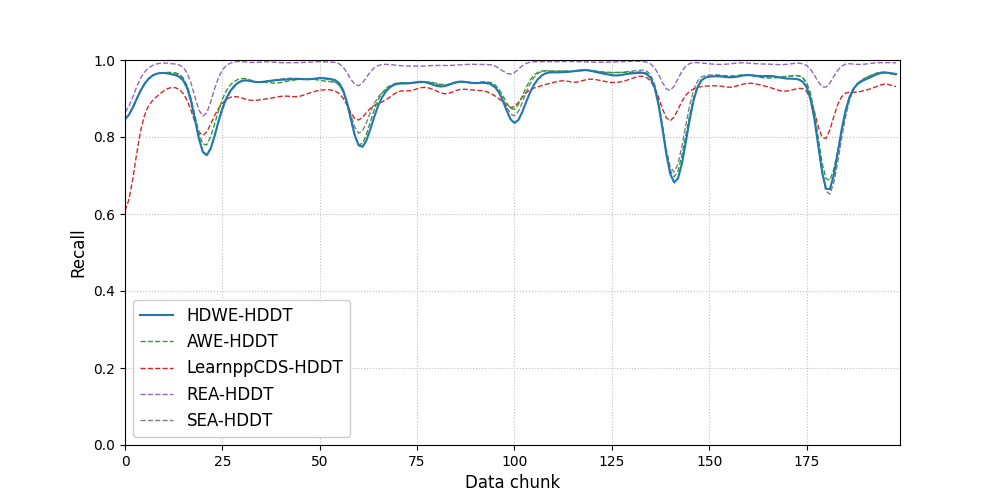 1.0
0.8
0.6
0.4
0.2
0.0
Recall
HDWE-HDDT
AWE-HDDT
LearnppCDS-HDDT
REA-HDDT
SEA-HDDT
0 25 50 75 100 125 150 175
Data chunk